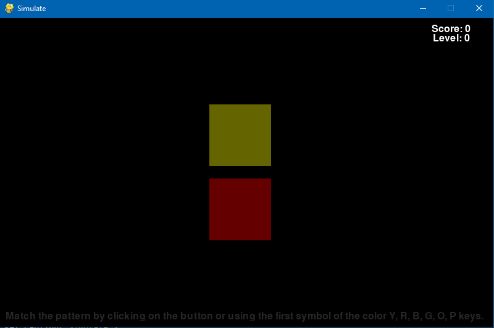 Simulate
Score: 0
Level: 0
Match the pattern by clicking on the button or using the first symbol of the color Y, R, B, G, O, P keys.